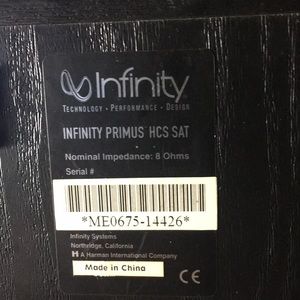 Infinity
TECHNOLOGY • PERFORMANCE • DESIGN
INFINITY PRIMUS HCS SAT
Nominal Impedance: 8 Ohms
Serial #
*ME0675-14426*
Infinity Systems
Northridge, California
H A Harman International Company
Made in China
CE